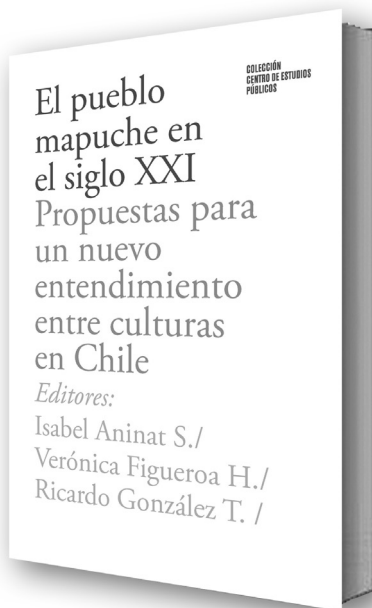 COLECCIÓN
CENTRO DE ESTUDIOS
PÚBLICOS
El pueblo
mapuche en
el siglo XXI
Propuestas para
un nuevo
entendimiento
entre culturas
en Chile
Editores:
Isabel Aninat S./
Verónica Figueroa H./
Ricardo González T. /